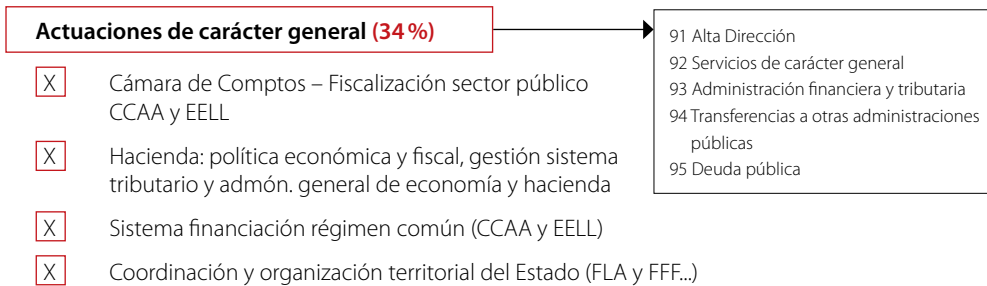 Actuaciones de carácter general (34 %)
91 Alta Dirección
92 Servicios de carácter general
93 Administración financiera y tributaria
94 Transferencias a otras administraciones
públicas
95 Deuda pública
X Cámara de Comptos – Fiscalización sector público
CCAA y EELL
X Hacienda: política económica y fiscal, gestión sistema
tributario y admón. general de economía y hacienda
X Sistema financiación régimen común (CCAA y EELL)
X Coordinación y organización territorial del Estado (FLA y FFF...)